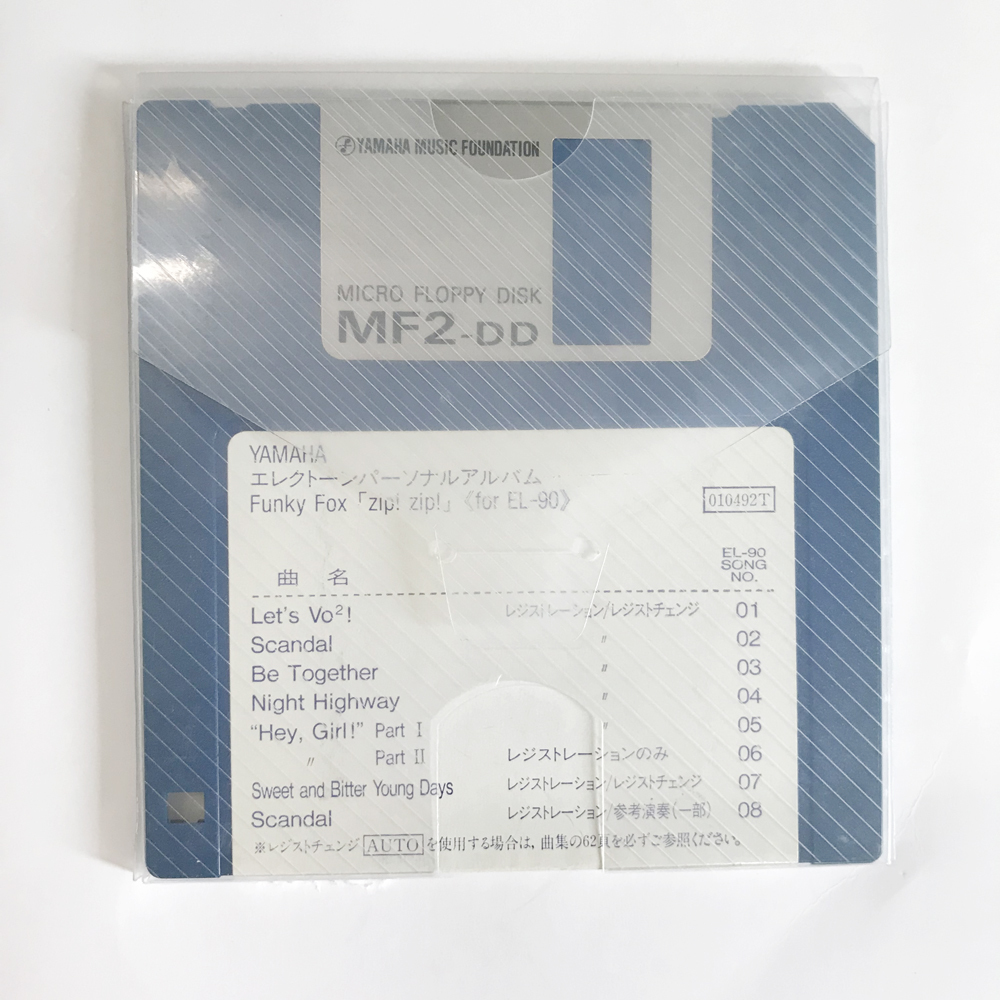 YAMAHA MUSIC FOUNDATION
MICRO FLOPPY DISK
MF2-DD
YAMAHA
エレクトーンパーソナルアルバム
Funky Fox「zip! zip!」《for EL-90》
010492T
曲 名 EL-90 SONG NO.
Let's Vo²! レジストレーション/レジストチェンジ 01
Scandal 〃 02
Be Together 〃 03
Night Highway 〃 04
“Hey, Girl!” Part Ⅰ 〃 05
〃 Part Ⅱ レジストレーションのみ 06
Sweet and Bitter Young Days レジストレーション/レジストチェンジ 07
Scandal レジストレーション/参考演奏(一部) 08
※レジストチェンジ AUTO を使用する場合は、曲集の62頁を必ずご参照ください。